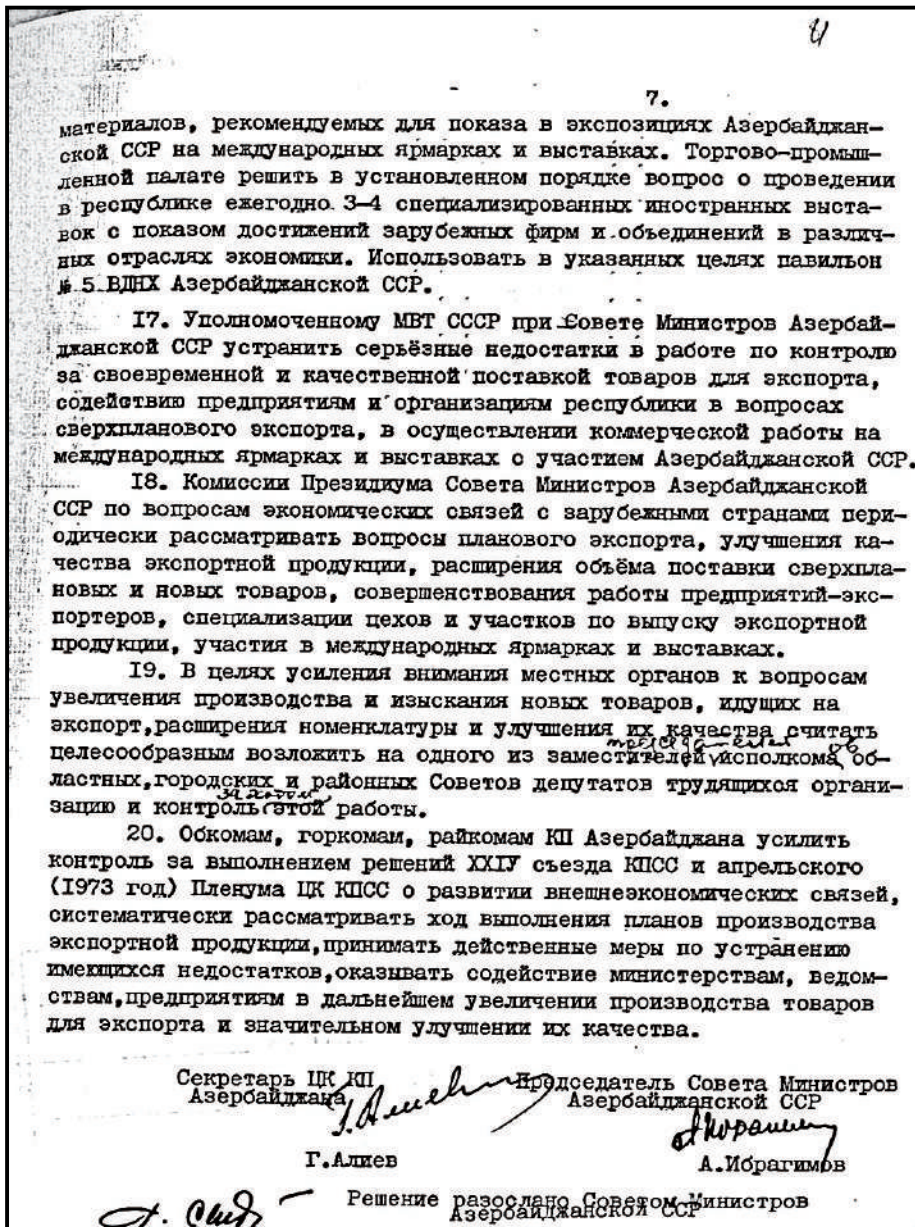 7.
материалов, рекомендуемых для показа в экспозициях Азербайджан-
ской ССР на международных ярмарках и выставках. Торгово-промыш-
ленной палате решить в установленном порядке вопрос о проведении
в республике ежегодно 3-4 специализированных иностранных выста-
вок с показом достижений зарубежных фирм и объединений в различ-
ных отраслях экономики. Использовать в указанных целях павильон
№ 5 ВДНХ Азербайджанской ССР.
I7. Уполномоченному МВТ СССР при Совете Министров Азербай-
джанской ССР устранить серьёзные недостатки в работе по контролю
за своевременной и качественной поставкой товаров для экспорта,
содействию предприятиям и организациям республики в вопросах
сверхпланового экспорта, в осуществлении коммерческой работы на
международных ярмарках и выставках с участием Азербайджанской ССР.
I8. Комиссии Президиума Совета Министров Азербайджанской
ССР по вопросам экономических связей с зарубежными странами пери-
одически рассматривать вопросы планового экспорта, улучшения ка-
чества экспортной продукции, расширения объёма поставки сверхпла-
новых и новых товаров, совершенствования работы предприятий-экс-
портеров, специализации цехов и участков по выпуску экспортной
продукции, участия в международных ярмарках и выставках.
I9. В целях усиления внимания местных органов к вопросам
увеличения производства и изыскания новых товаров, идущих на
экспорт,расширения номенклатуры и улучшения их качества считать
председателей
целесообразным возложить на одного из заместителей исполкома об-
ов
ластных,городских и районных Советов депутатов трудящихся органи-
за ходом
зацию и контроль этой работы.
20. Обкомам, горкомам, райкомам КП Азербайджана усилить
контроль за выполнением решений ХХIУ съезда КПСС и апрельского
(I973 год) Пленума ЦК КПСС о развитии внешнеэкономических связей,
систематически рассматривать ход выполнения планов производства
экспортной продукции,принимать действенные меры по устранению
имеющихся недостатков,оказывать содействие министерствам, ведом-
ствам,предприятиям в дальнейшем увеличении производства товаров
для экспорта и значительном улучшении их качества.
Секретарь ЦК КП
Азербайджана
Председатель Совета Министров
Азербайджанской ССР
Г.Алиев
А.Ибрагимов
Решение разослано Советом Министров
Азербайджанской ССР